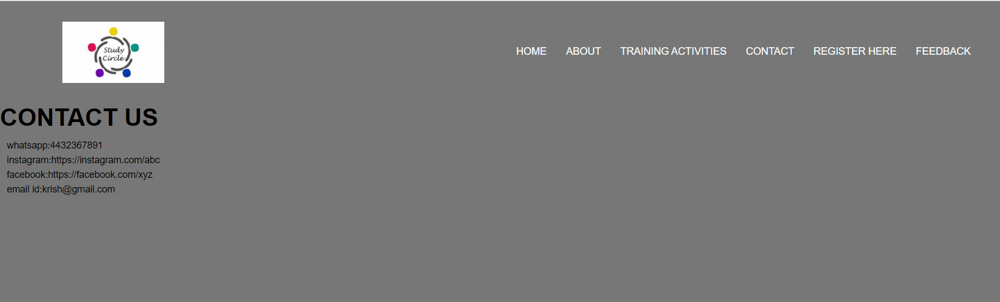 Study
Circle
HOME ABOUT TRAINING ACTIVITIES CONTACT REGISTER HERE FEEDBACK
CONTACT US
whatsapp:4432367891
instagram:https://instagram.com/abc
facebook:https://facebook.com/xyz
email id:krish@gmail.com